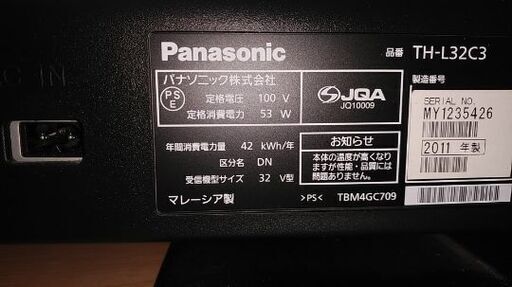 C IN
Panasonic
品番 TH-L32C3
パナソニック株式会社
PS
E
定格電圧 100 V
定格消費電力 53 W
JQA
JQ10009
製造番号
SERIAL NO.
MY1235426
2011 年製
年間消費電力量 42 kWh/年
区分名 DN
受信機型サイズ 32 V型
お知らせ
本体の温度が高くなり
ますが性能・品質には
問題ありません。
マレーシア製
>PS<
TBM4GC709